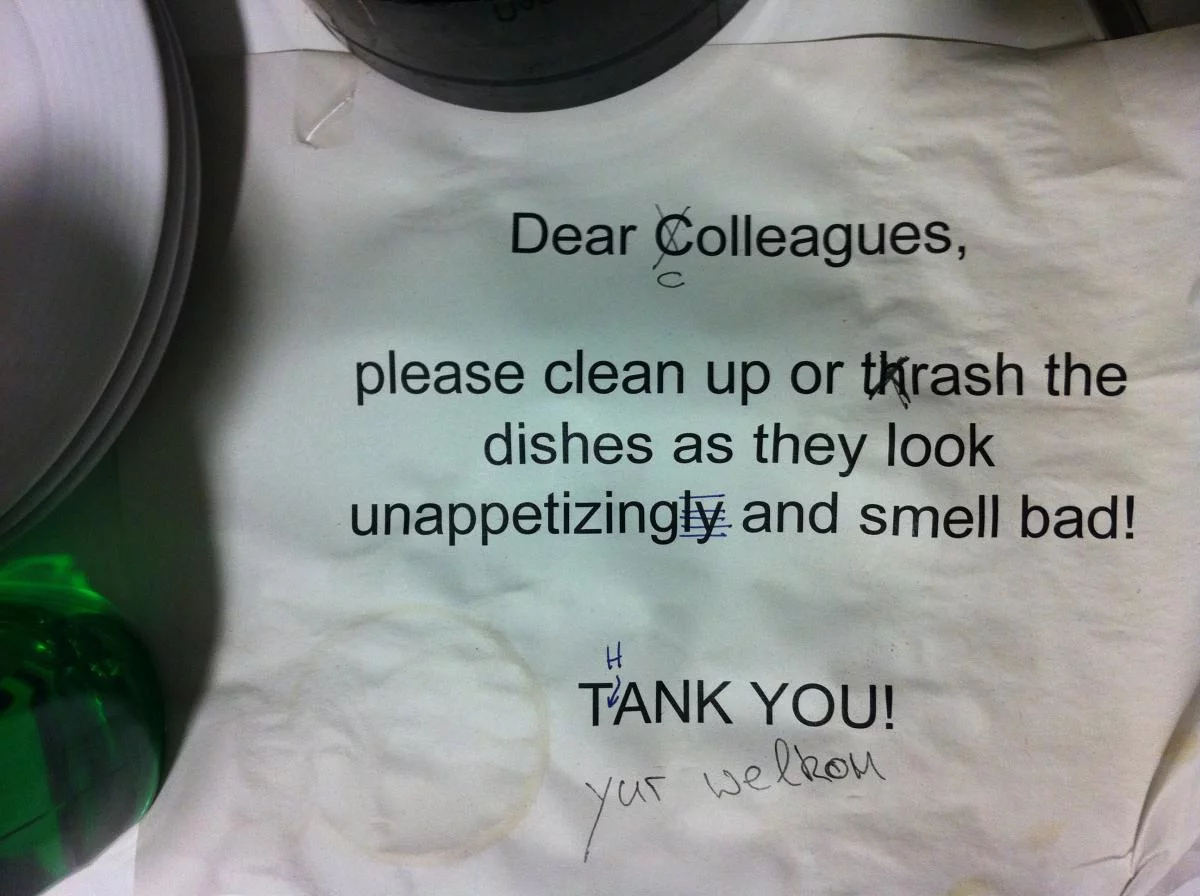 Dear Colleagues,
c
please clean up or thrash the
dishes as they look
unappetizingly and smell bad!
H
TANK YOU!
yur welkom